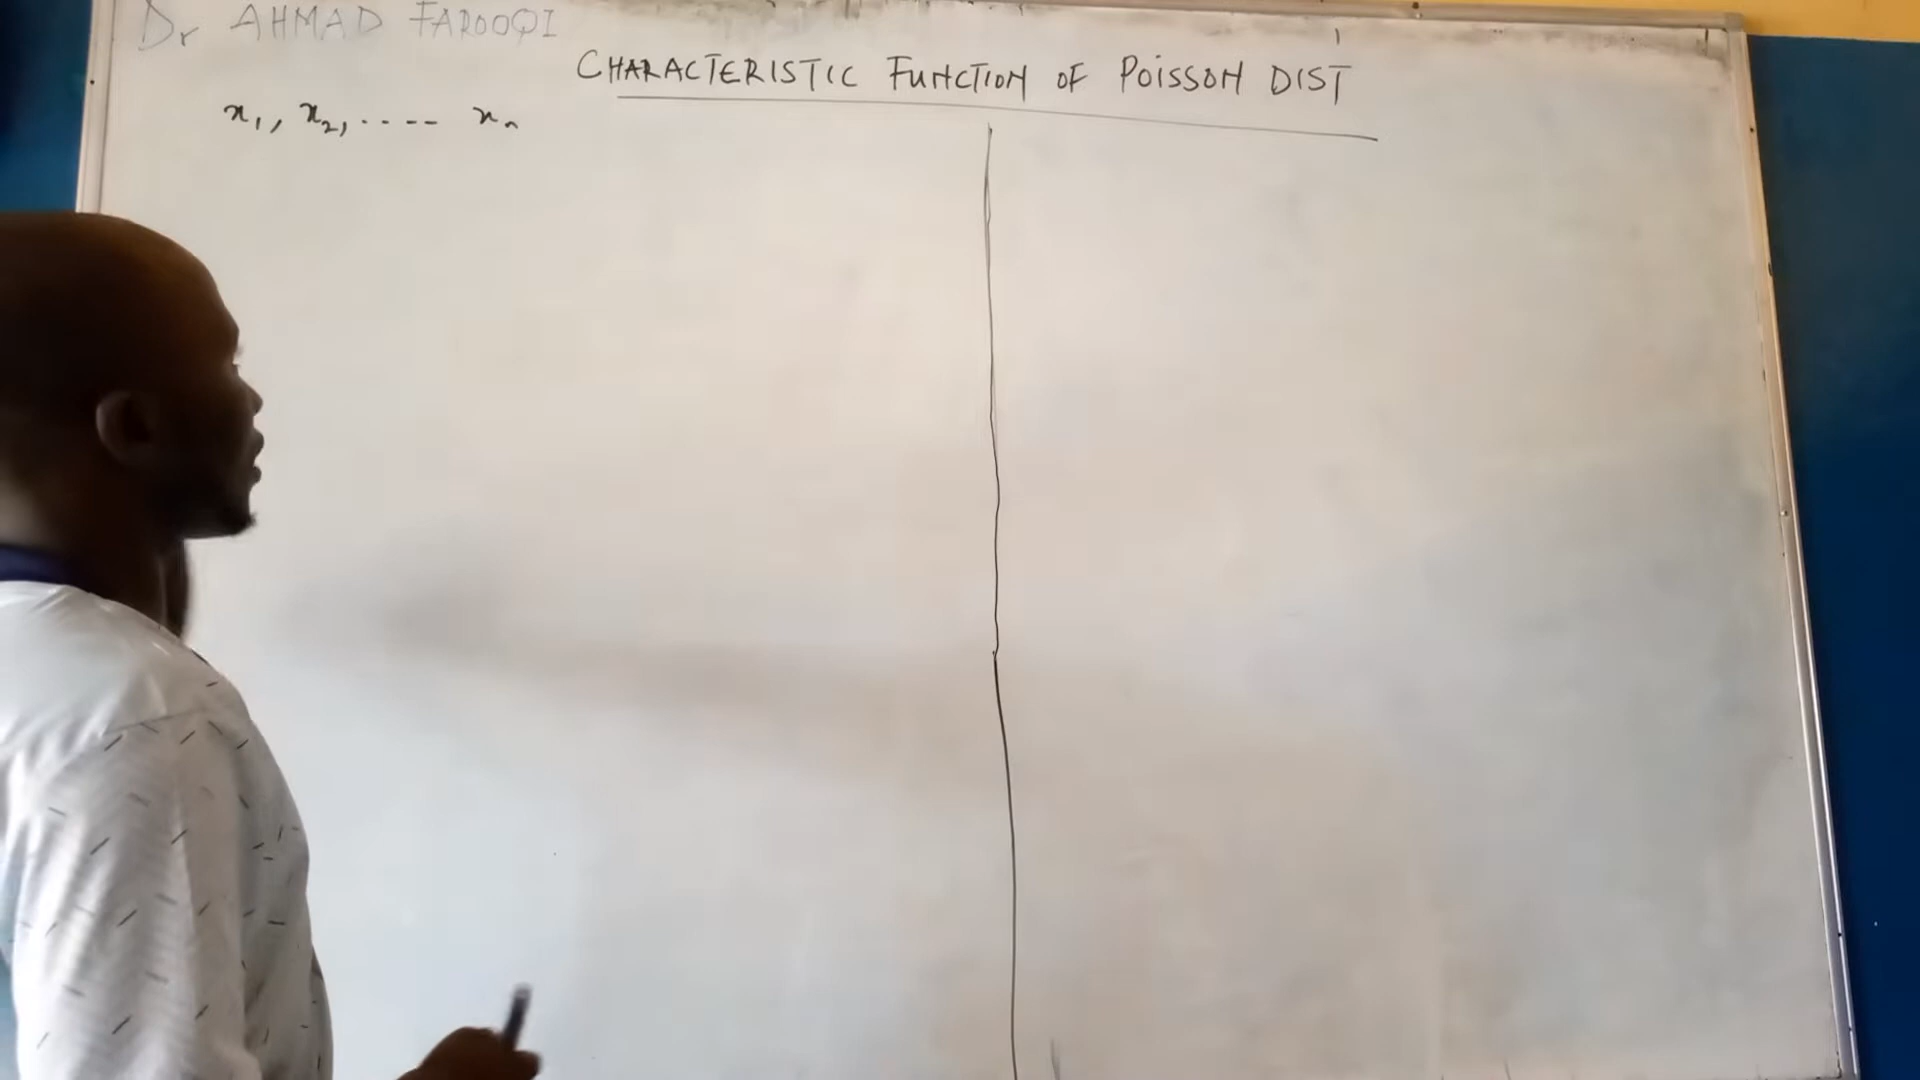 Dr AHMAD FAROOQI
CHARACTERISTIC FUNCTION OF POISSON DIST
x₁, x₂, .... xₙ